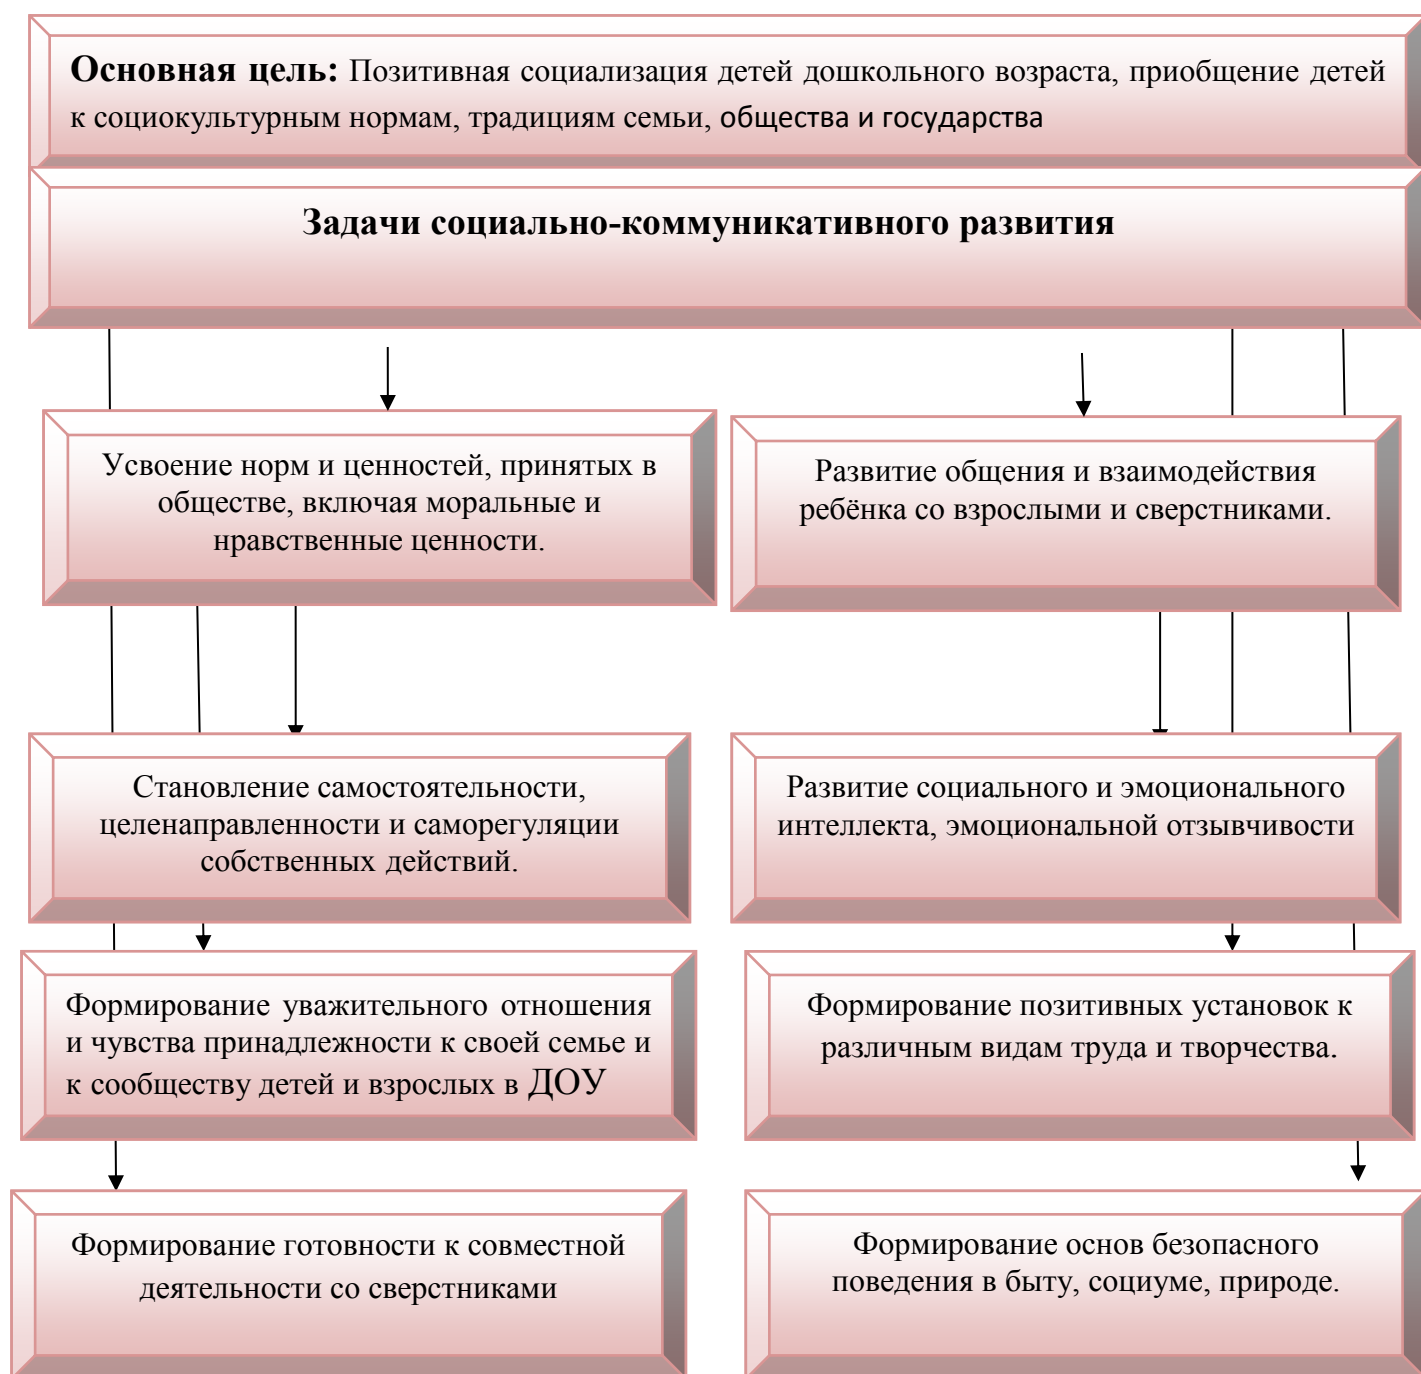 Основная цель: Позитивная социализация детей дошкольного возраста, приобщение детей
к социокультурным нормам, традициям семьи, общества и государства
Задачи социально-коммуникативного развития
Усвоение норм и ценностей, принятых в
обществе, включая моральные и
нравственные ценности.
Развитие общения и взаимодействия
ребёнка со взрослыми и сверстниками.
Становление самостоятельности,
целенаправленности и саморегуляции
собственных действий.
Развитие социального и эмоционального
интеллекта, эмоциональной отзывчивости
Формирование уважительного отношения
и чувства принадлежности к своей семье и
к сообществу детей и взрослых в ДОУ
Формирование позитивных установок к
различным видам труда и творчества.
Формирование готовности к совместной
деятельности со сверстниками
Формирование основ безопасного
поведения в быту, социуме, природе.